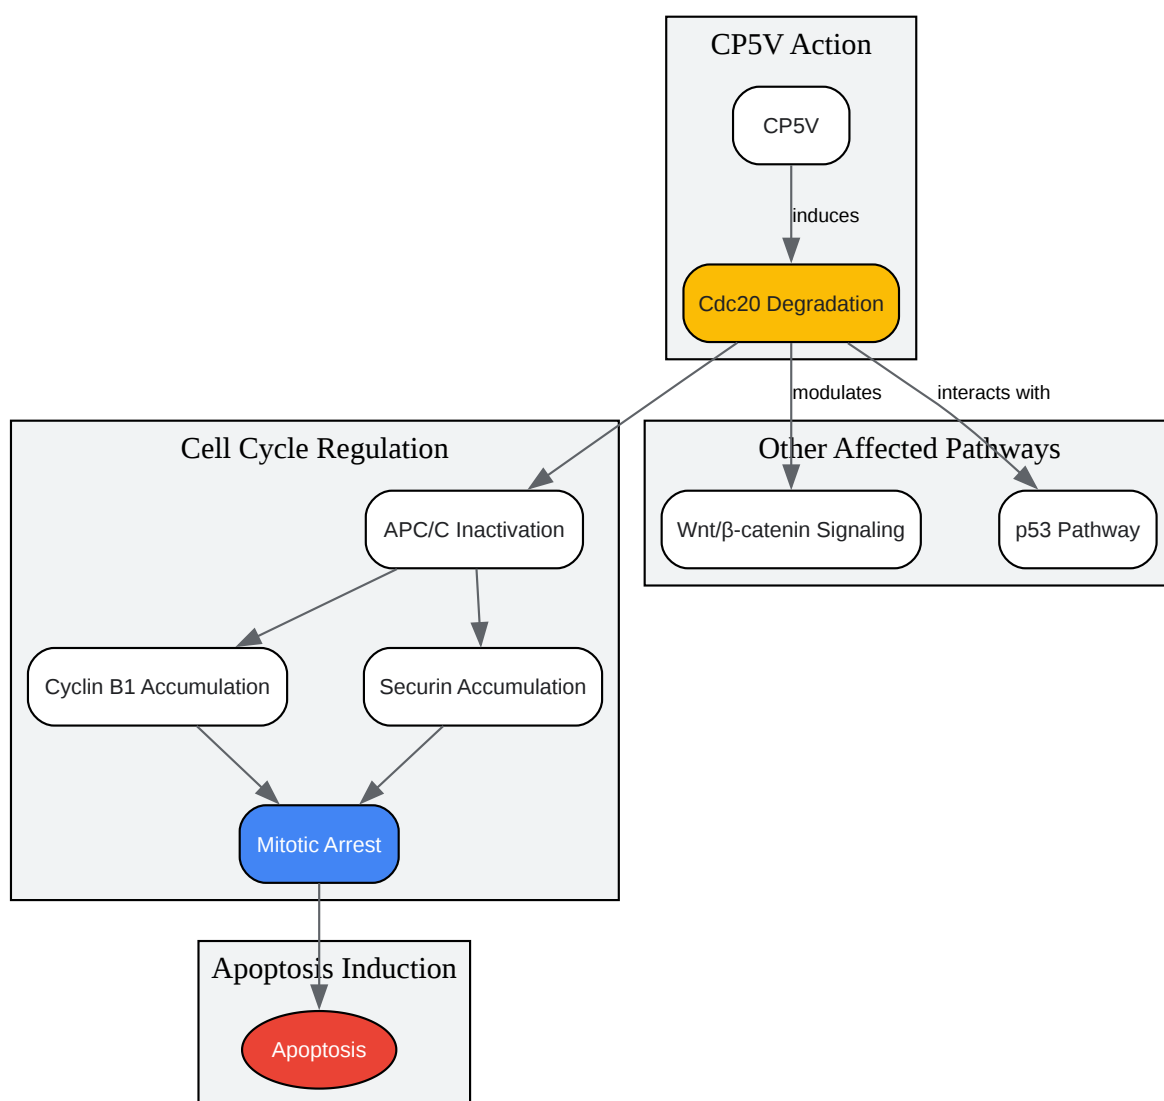 CP5V Action
CP5V
induces
Cdc20 Degradation
modulates
interacts with
Cell Cycle Regulation
Other Affected Pathways
APC/C Inactivation
Wnt/β-catenin Signaling
p53 Pathway
Cyclin B1 Accumulation
Securin Accumulation
Mitotic Arrest
Apoptosis Induction
Apoptosis